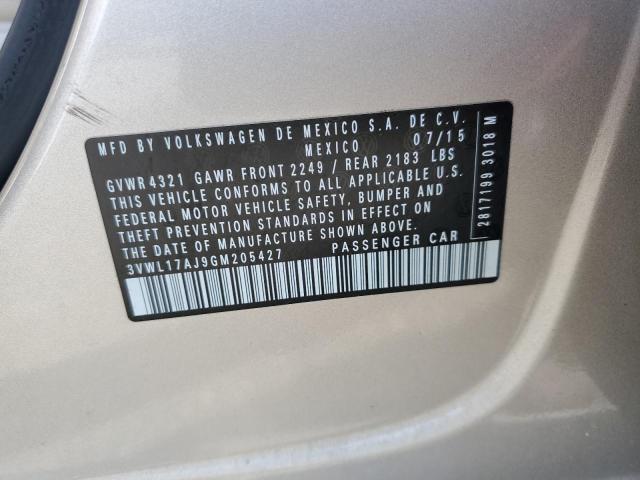 MFD BY VOLKSWAGEN DE MEXICO S.A. DE C.V.
MEXICO 07/15
GVWR 4321 GAWR FRONT 2249 / REAR 2183 LBS
THIS VEHICLE CONFORMS TO ALL APPLICABLE U.S.
FEDERAL MOTOR VEHICLE SAFETY, BUMPER AND
THEFT PREVENTION STANDARDS IN EFFECT ON
THE DATE OF MANUFACTURE SHOWN ABOVE.
3VWL17AJ9GM205427 PASSENGER CAR
2817199 3018 M